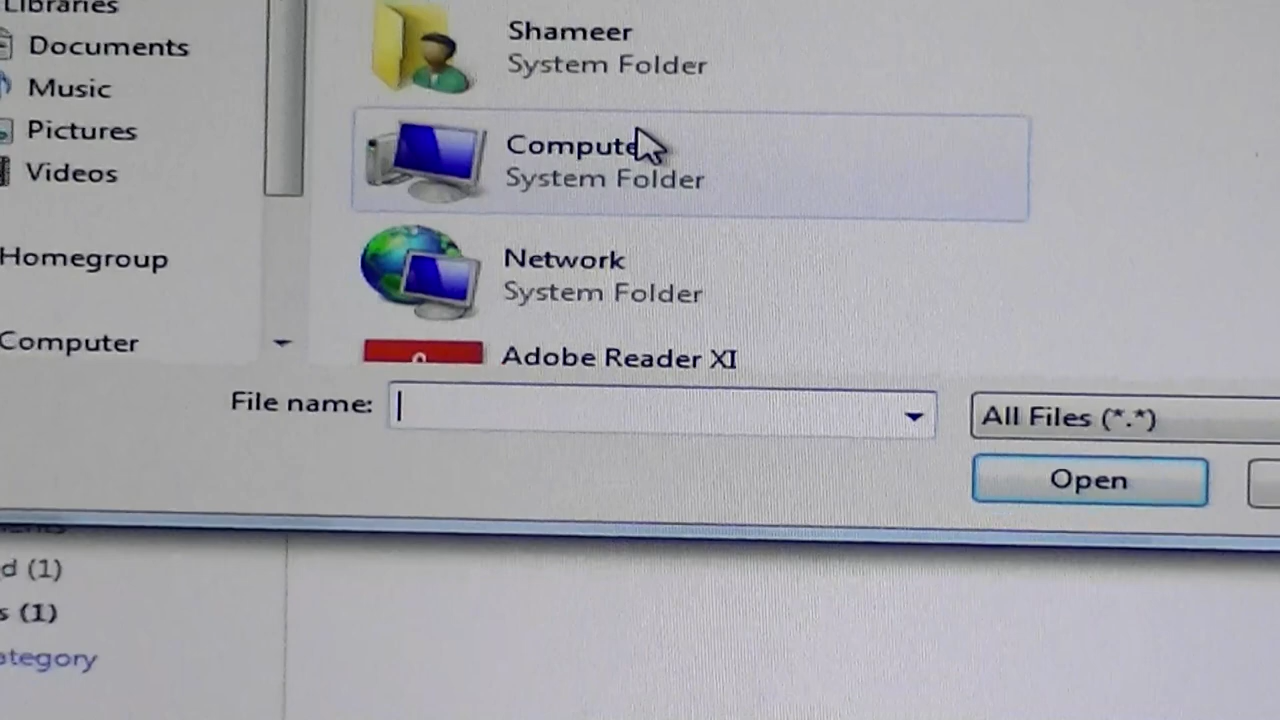 Libraries
Documents
Music
Pictures
Videos
Homegroup
Computer
Shameer
System Folder
Compute
System Folder
Network
System Folder
Adobe Reader XI
File name:
All Files (*.*)
Open
d (1)
s (1)
ategory